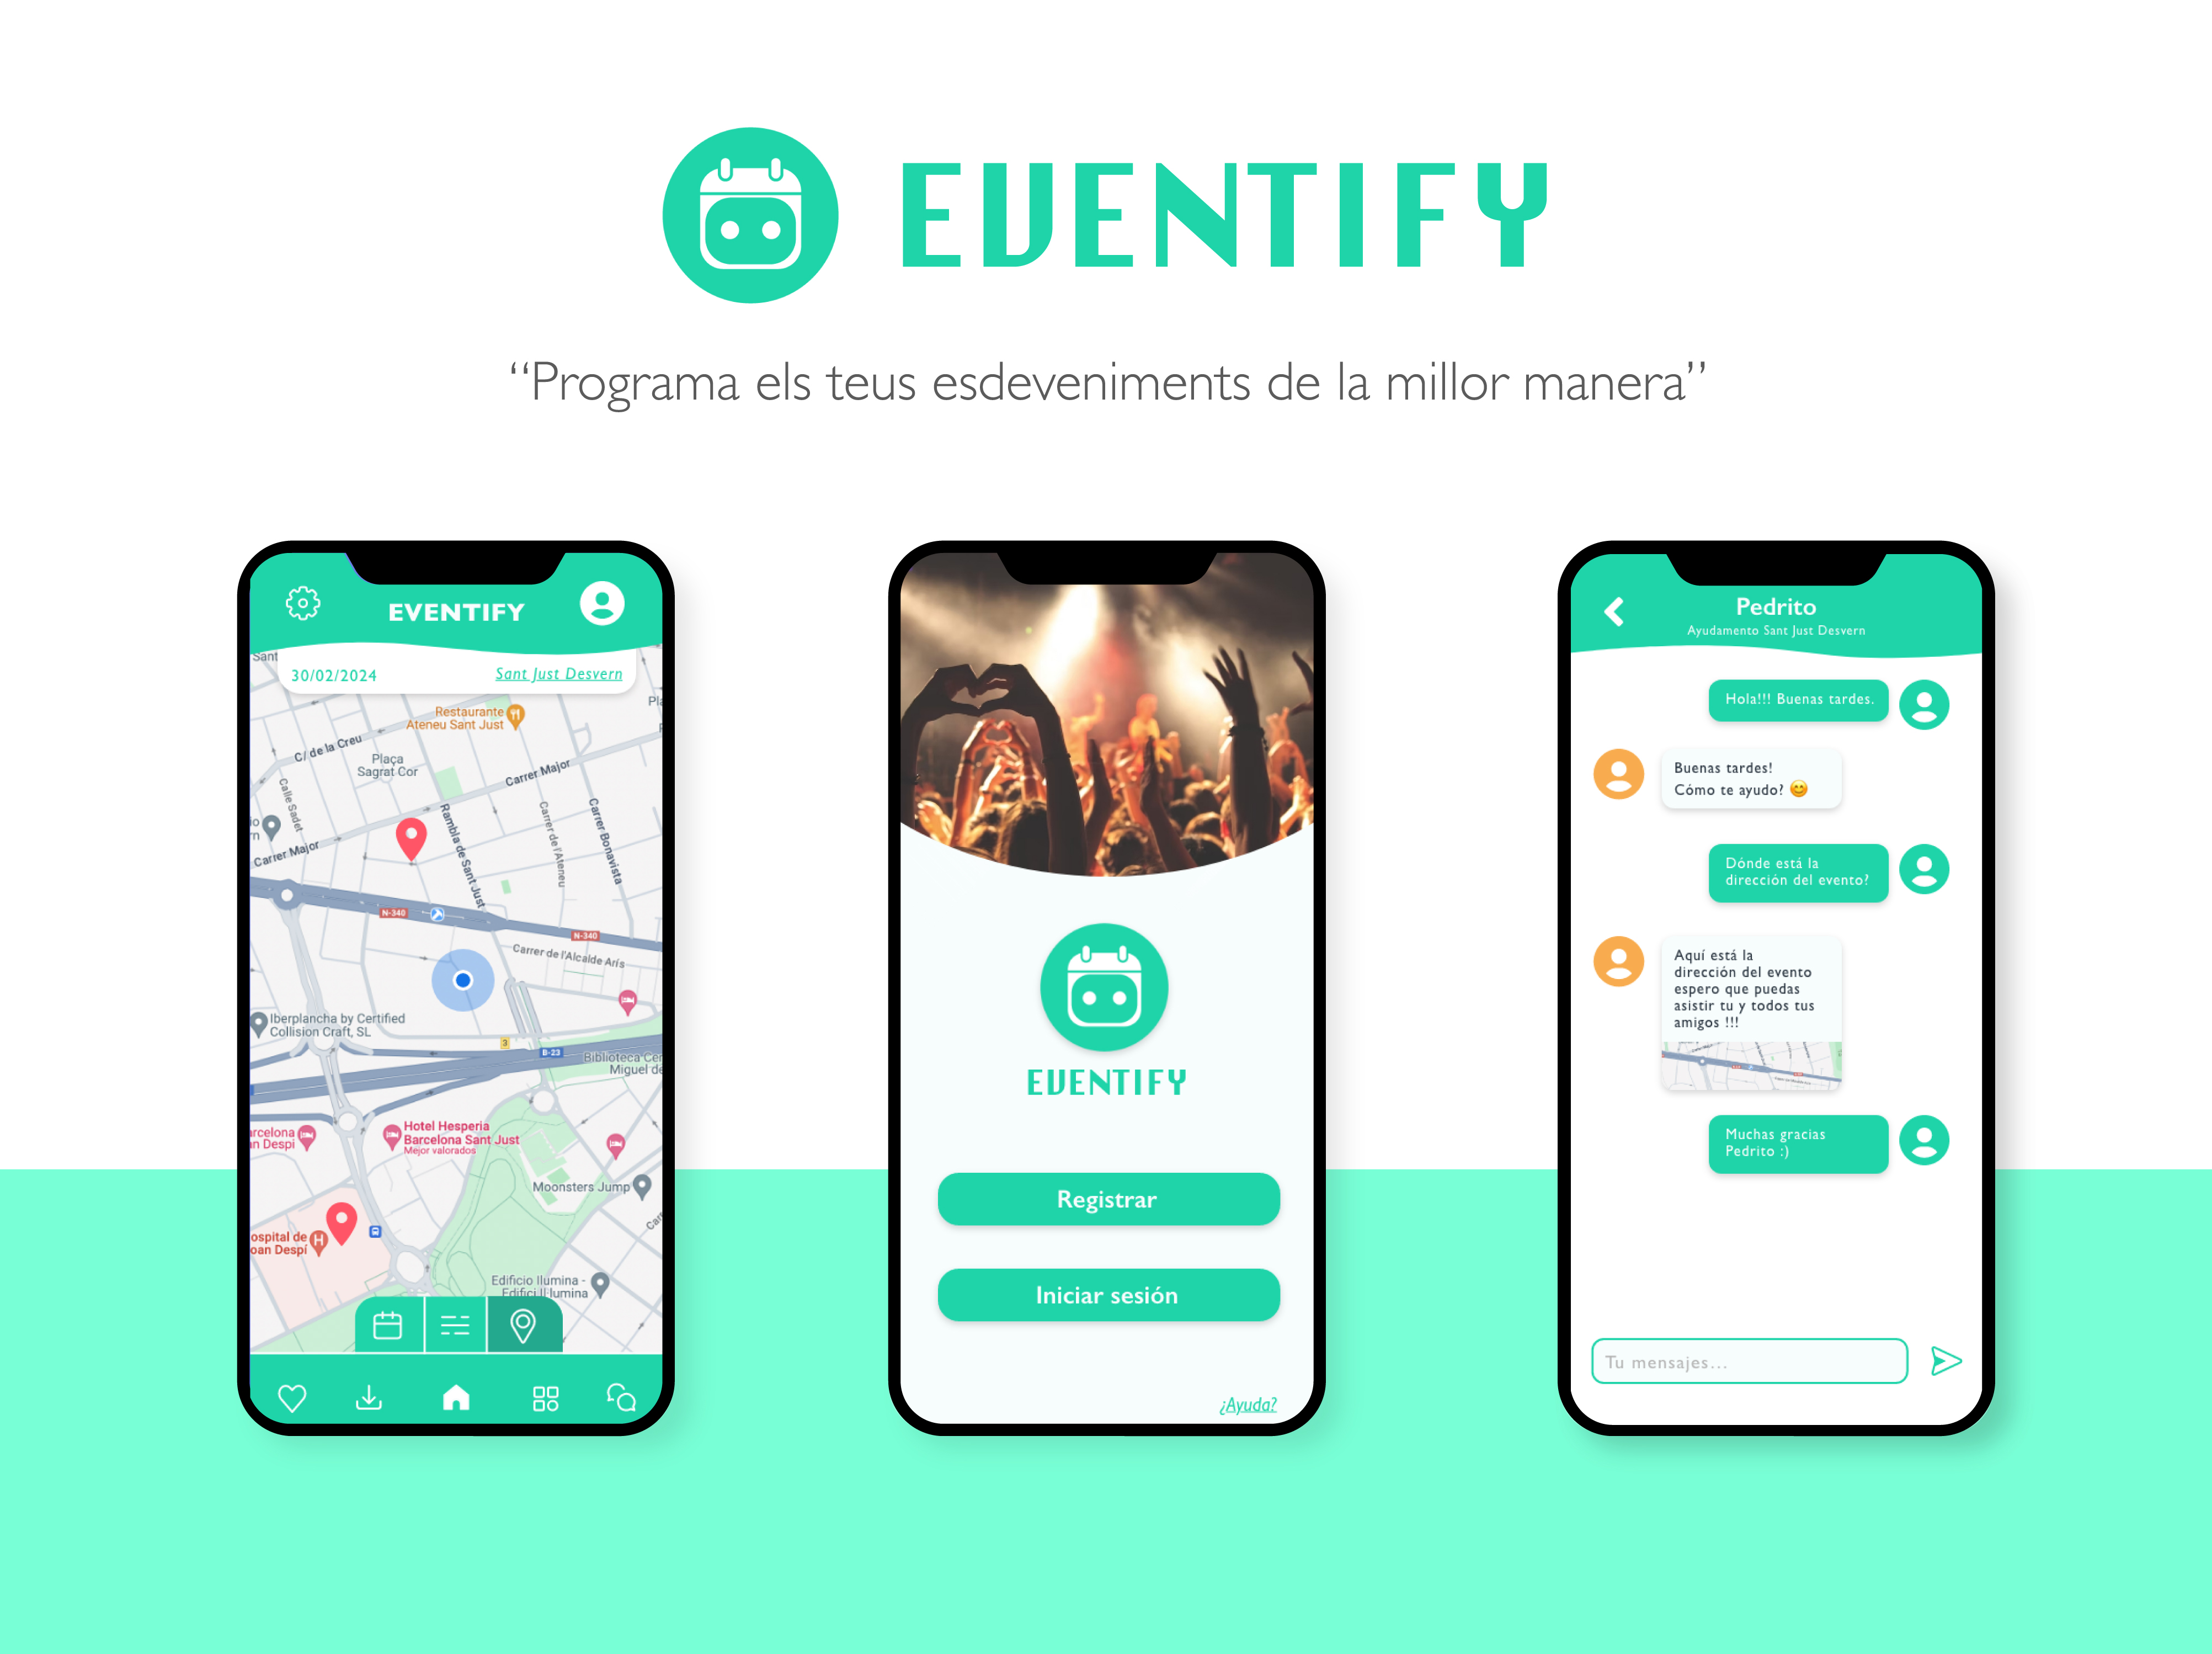 EVENTIFY
“Programa els teus esdeveniments de la millor manera”
EVENTIFY
Sant
30/02/2024
Sant Just Desvern
Restaurante
Ateneu Sant Just
C/ de la Creu
Plaça
Sagrat Cor
Carrer Major
Calle Sadet
Carrer Major
Rambla de Sant Just
Carrer de l'Ateneu
Carrer Bonavista
N-340
N-340
Carrer de l'Alcalde Arís
Iberplancha by Certified
Collision Craft, SL
3
B-23
Biblioteca Cen
Miguel de
arcelona
n Despi
Hotel Hesperia
Barcelona Sant Just
Mejor valorados
Moonsters Jump
ospital de
oan Despí
H
Edificio Ilumina -
Edifici Il·lumina
EVENTIFY
Registrar
Iniciar sesión
¿Ayuda?
Pedrito
Ayudamento Sant Just Desvern
Hola!!! Buenas tardes.
Buenas tardes!
Cómo te ayudo? 😊
Dónde está la
dirección del evento?
Aquí está la
dirección del evento
espero que puedas
asistir tu y todos tus
amigos !!!
Muchas gracias
Pedrito :)
Tu mensajes...